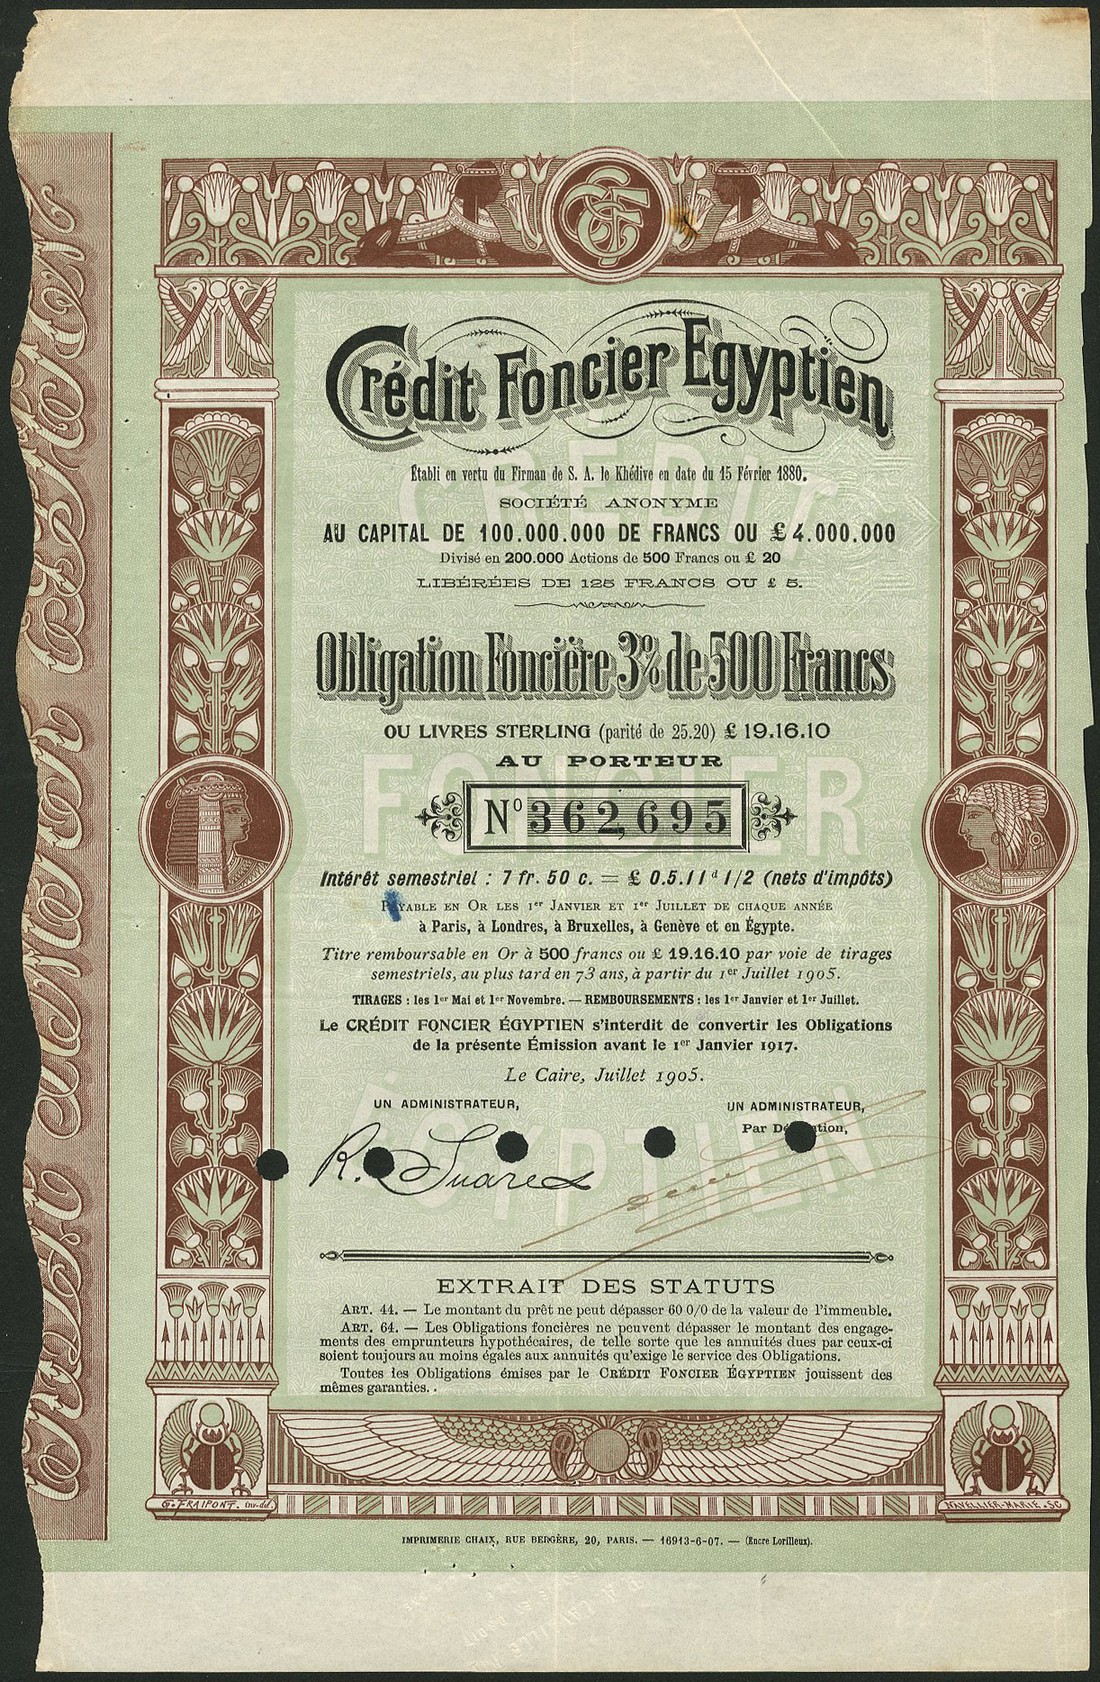 Crédit Foncier Egyptien
Établi en vertu du Firman de S. A. le Khédive en date du 15 Février 1880.
SOCIÉTÉ ANONYME
AU CAPITAL DE 100.000.000 DE FRANCS OU £ 4.000.000
Divisé en 200.000 Actions de 500 Francs ou £ 20
LIBÉRÉES DE 125 FRANCS OU £ 5.
Obligation Foncière 3% de 500 Francs
OU LIVRES STERLING (parité de 25.20) £ 19.16.10
AU PORTEUR
No 362,695
Intérêt semestriel : 7 fr. 50 c. = £ 0.5.11d 1/2 (nets d'impôts)
PAYABLE EN OR LES 1er JANVIER ET 1er JUILLET DE CHAQUE ANNÉE
à Paris, à Londres, à Bruxelles, à Genève et en Égypte.
Titre remboursable en Or à 500 francs ou £ 19.16.10 par voie de tirages
semestriels, au plus tard en 73 ans, à partir du 1er Juillet 1905.
TIRAGES : les 1er Mai et 1er Novembre. — REMBOURSEMENTS : les 1er Janvier et 1er Juillet.
Le CRÉDIT FONCIER ÉGYPTIEN s'interdit de convertir les Obligations
de la présente Émission avant le 1er Janvier 1917.
Le Caire, Juillet 1905.
UN ADMINISTRATEUR,
UN ADMINISTRATEUR,
Par Délégation,
R. Suares
CREDIT
FONCIER
ÉGYPTIEN
EXTRAIT DES STATUTS
ART. 44. — Le montant du prêt ne peut dépasser 60 0/0 de la valeur de l'immeuble.
ART. 64. — Les Obligations foncières ne peuvent dépasser le montant des engage-
ments des emprunteurs hypothécaires, de telle sorte que les annuités dues par ceux-ci
soient toujours au moins égales aux annuités qu'exige le service des Obligations.
Toutes les Obligations émises par le CRÉDIT FONCIER ÉGYPTIEN jouissent des
mêmes garanties.
G. FRAIPONT. inv-del.
NAVELLIER-MARIE.SC
IMPRIMERIE CHAIX, RUE BERGÈRE, 20, PARIS. — 16913-6-07. — (Encre Lorilleux).